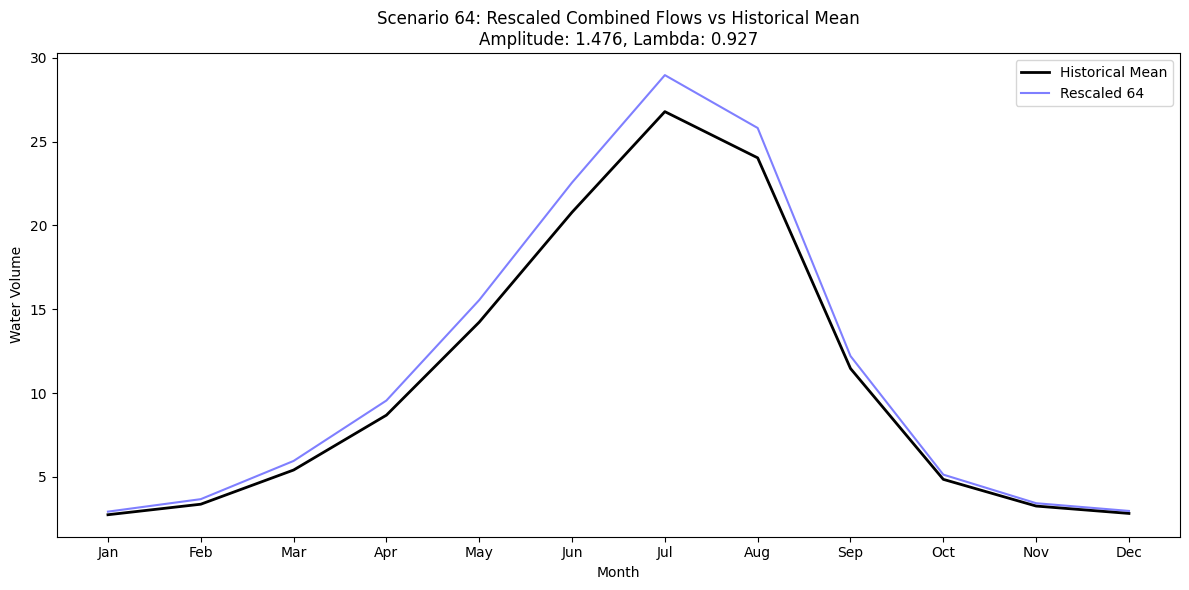 Scenario 64: Rescaled Combined Flows vs Historical Mean
Amplitude: 1.476, Lambda: 0.927
Historical Mean
Rescaled 64
30
25
20
15
10
5
Water Volume
Jan Feb Mar Apr May Jun Jul Aug Sep Oct Nov Dec
Month